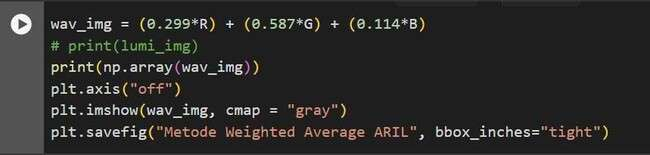 wav_img = (0.299*R) + (0.587*G) + (0.114*B)
# print(lumi_img)
print(np.array(wav_img))
plt.axis("off")
plt.imshow(wav_img, cmap = "gray")
plt.savefig("Metode Weighted Average ARIL", bbox_inches="tight")